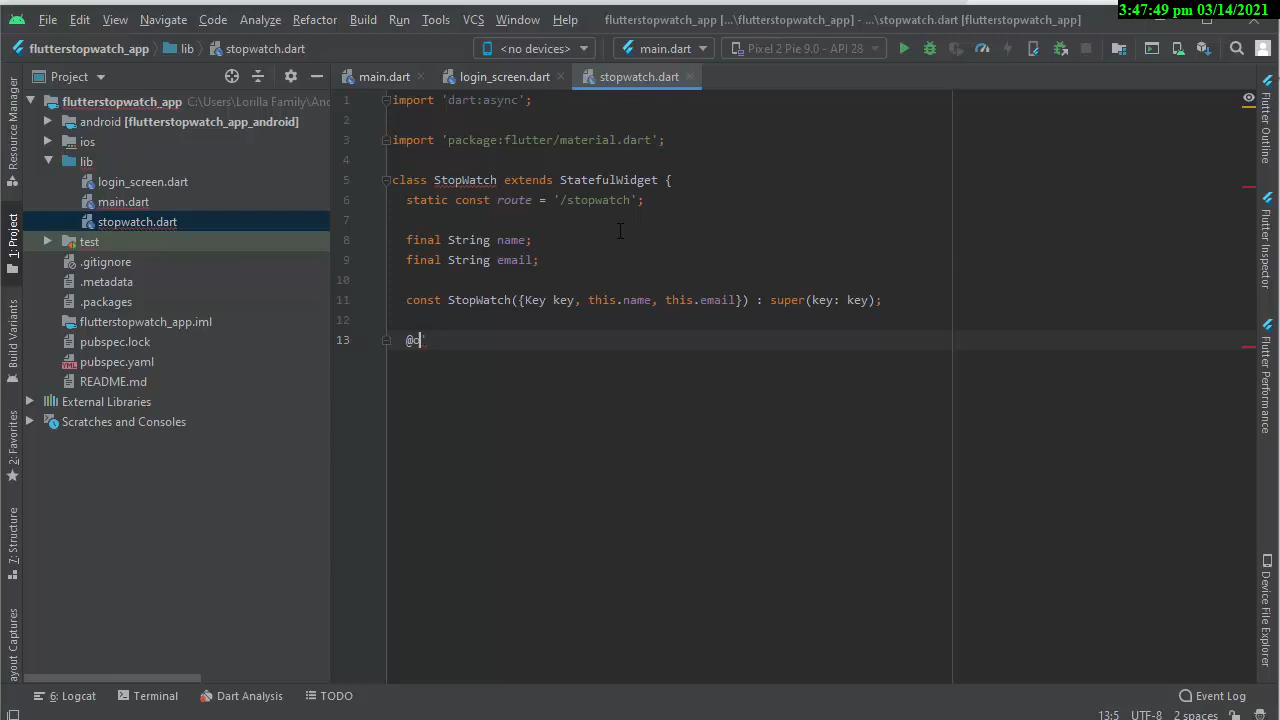 3:47:49 pm 03/14/2021
File Edit View Navigate Code Analyze Refactor Build Run Tools VCS Window Help flutterstopwatch_app [...\flutterstopwatch_app] - ...\stopwatch.dart [flutterstopwatch_app]
flutterstopwatch_app lib stopwatch.dart <no devices> main.dart Pixel 2 Pie 9.0 - API 28
Project main.dart login_screen.dart stopwatch.dart
flutterstopwatch_app C:\Users\Lorilla Family\And
android [flutterstopwatch_app_android]
ios
lib
login_screen.dart
main.dart
stopwatch.dart
test
.gitignore
.metadata
.packages
flutterstopwatch_app.iml
pubspec.lock
pubspec.yaml
README.md
External Libraries
Scratches and Consoles
1 import 'dart:async';
2
3 import 'package:flutter/material.dart';
4
5 class StopWatch extends StatefulWidget {
6 static const route = '/stopwatch';
7
8 final String name;
9 final String email;
10
11 const StopWatch({Key key, this.name, this.email}) : super(key: key);
12
13 @o
Resource Manager
1: Project
Build Variants
2: Favorites
7: Structure
ayout Captures
Flutter Outline
Flutter Inspector
Flutter Performance
Device File Explorer
6: Logcat Terminal Dart Analysis TODO Event Log
13:5 UTF-8 2 spaces